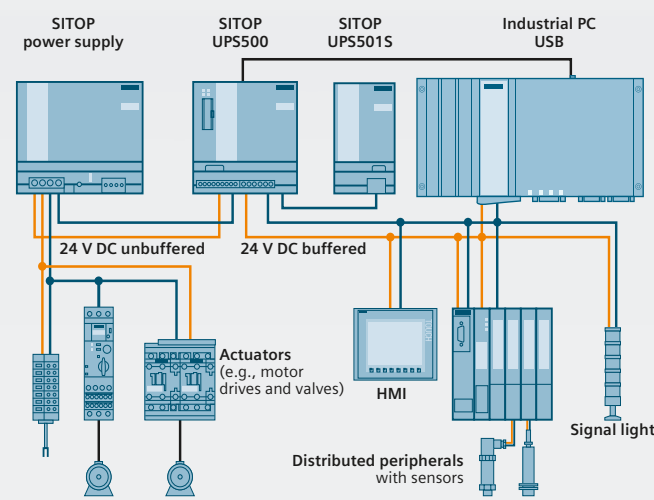 SITOP
power supply
SITOP
UPS500
SITOP
UPS501S
Industrial PC
USB
24 V DC unbuffered
24 V DC buffered
Actuators
(e.g., motor
drives and valves)
HMI
Signal light
Distributed peripherals
with sensors